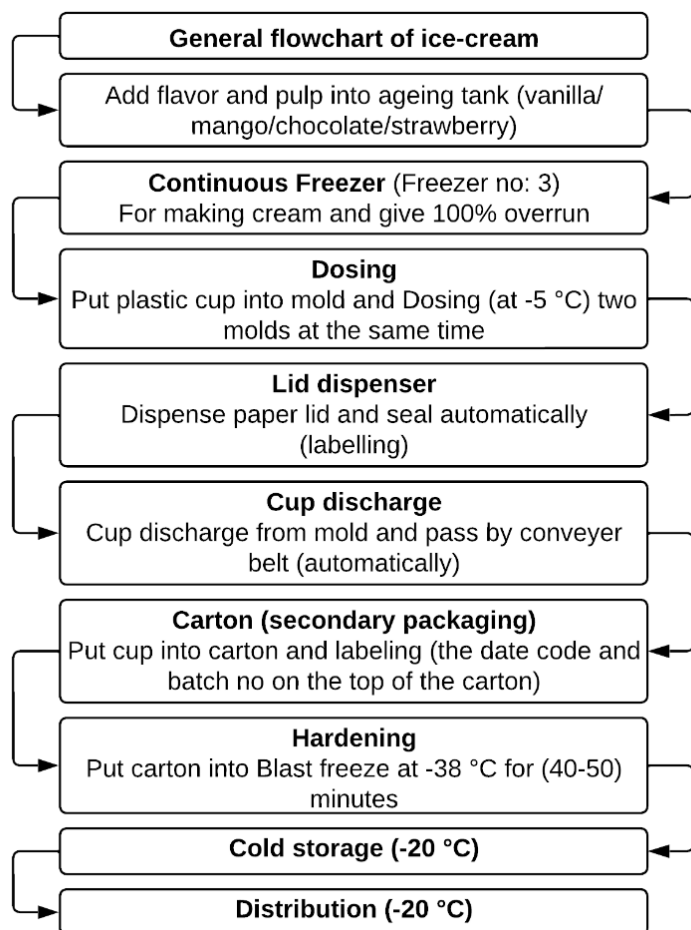 General flowchart of ice-cream
Add flavor and pulp into ageing tank (vanilla/
mango/chocolate/strawberry)
Continuous Freezer (Freezer no: 3)
For making cream and give 100% overrun
Dosing
Put plastic cup into mold and Dosing (at -5 °C) two
molds at the same time
Lid dispenser
Dispense paper lid and seal automatically
(labelling)
Cup discharge
Cup discharge from mold and pass by conveyer
belt (automatically)
Carton (secondary packaging)
Put cup into carton and labeling (the date code and
batch no on the top of the carton)
Hardening
Put carton into Blast freeze at -38 °C for (40-50)
minutes
Cold storage (-20 °C)
Distribution (-20 °C)